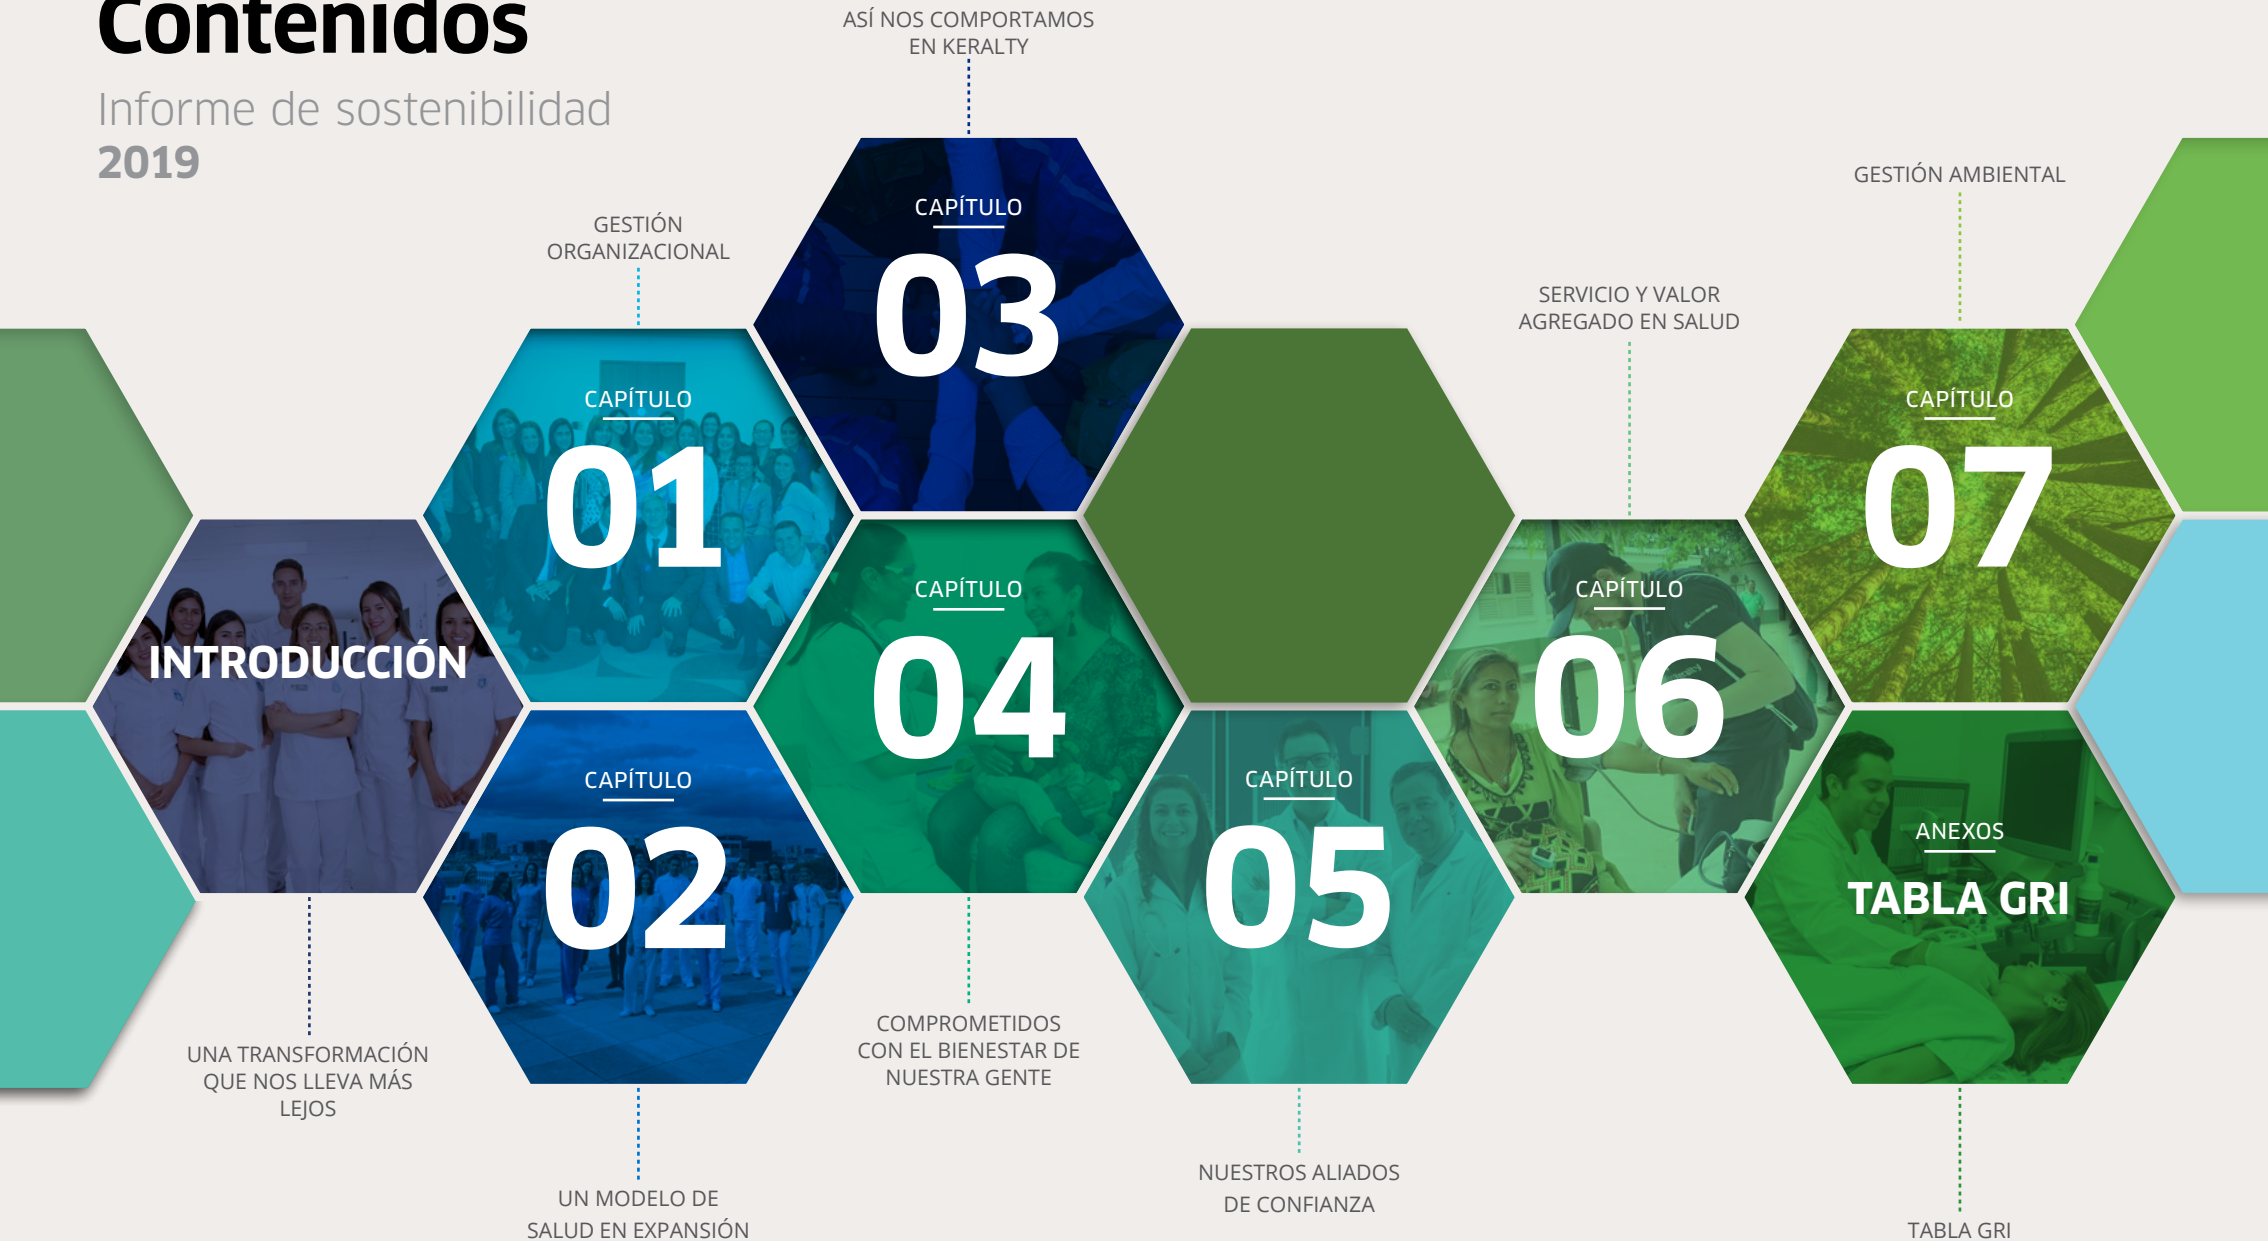 Contenidos
Informe de sostenibilidad
2019
INTRODUCCIÓN
UNA TRANSFORMACIÓN
QUE NOS LLEVA MÁS
LEJOS
GESTIÓN
ORGANIZACIONAL
CAPÍTULO
01
CAPÍTULO
02
UN MODELO DE
SALUD EN EXPANSIÓN
ASÍ NOS COMPORTAMOS
EN KERALTY
CAPÍTULO
03
CAPÍTULO
04
COMPROMETIDOS
CON EL BIENESTAR DE
NUESTRA GENTE
CAPÍTULO
05
NUESTROS ALIADOS
DE CONFIANZA
SERVICIO Y VALOR
AGREGADO EN SALUD
CAPÍTULO
06
GESTIÓN AMBIENTAL
CAPÍTULO
07
ANEXOS
TABLA GRI
TABLA GRI